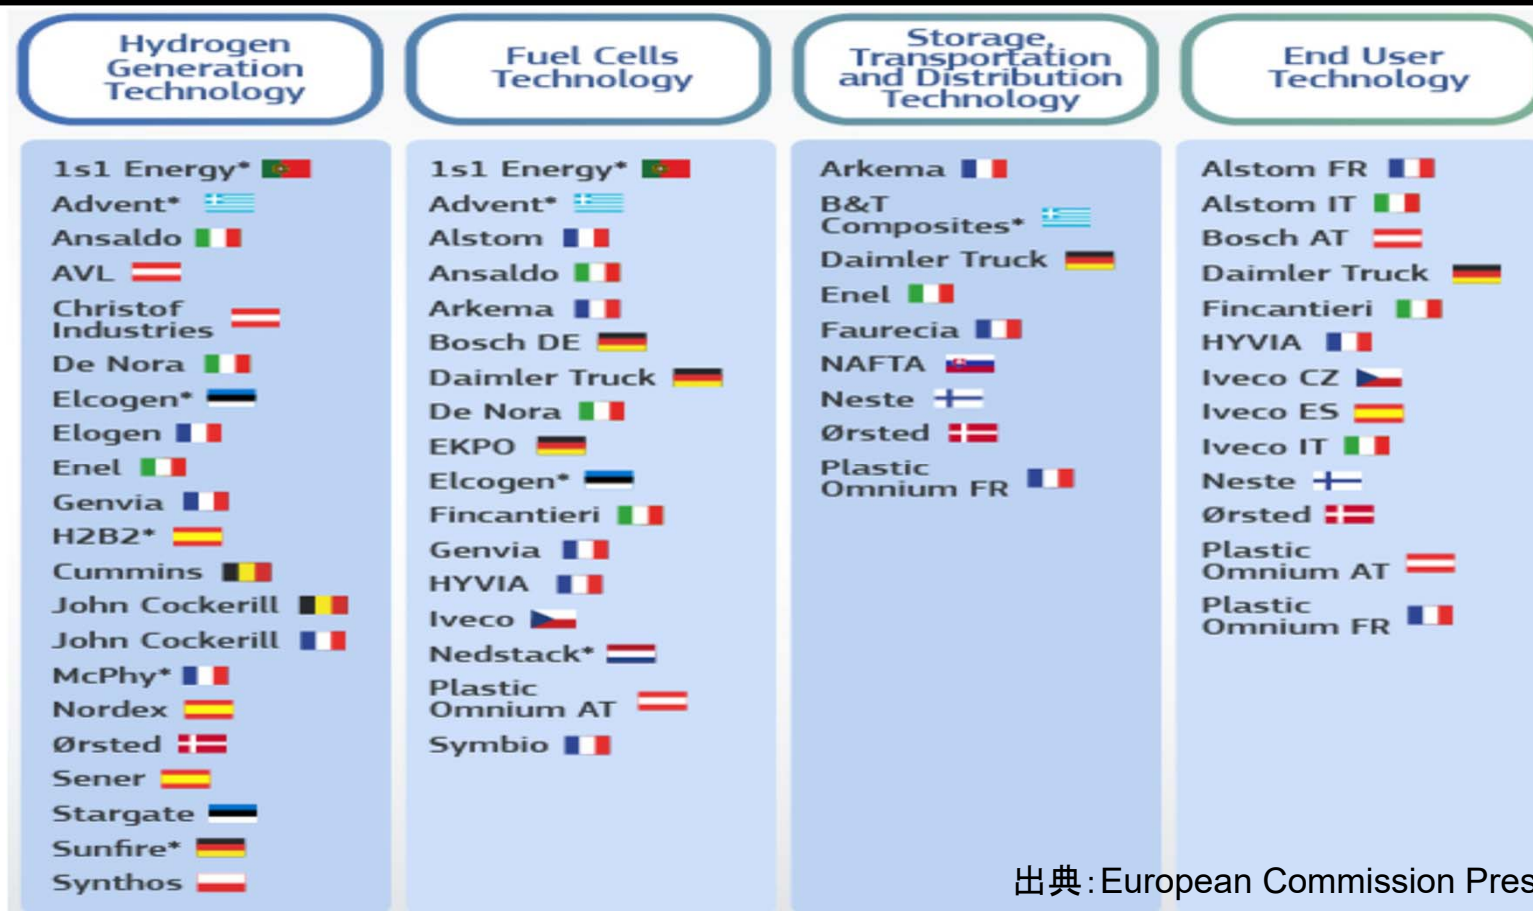 Hydrogen
Generation
Technology
1s1 Energy*
Advent*
Ansaldo
AVL
Christof
Industries
De Nora
Elcogen*
Elogen
Enel
Genvia
H2B2*
Cummins
John Cockerill
John Cockerill
McPhy*
Nordex
Ørsted
Sener
Stargate
Sunfire*
Synthos
Fuel Cells
Technology
1s1 Energy*
Advent*
Alstom
Ansaldo
Arkema
Bosch DE
Daimler Truck
De Nora
EKPO
Elcogen*
Fincantieri
Genvia
HYVIA
Iveco
Nedstack*
Plastic
Omnium AT
Symbio
Storage,
Transportation
and Distribution
Technology
Arkema
B&T
Composites*
Daimler Truck
Enel
Faurecia
NAFTA
Neste
Ørsted
Plastic
Omnium FR
End User
Technology
Alstom FR
Alstom IT
Bosch AT
Daimler Truck
Fincantieri
HYVIA
Iveco CZ
Iveco ES
Iveco IT
Neste
Ørsted
Plastic
Omnium AT
Plastic
Omnium FR
出典：European Commission Pres